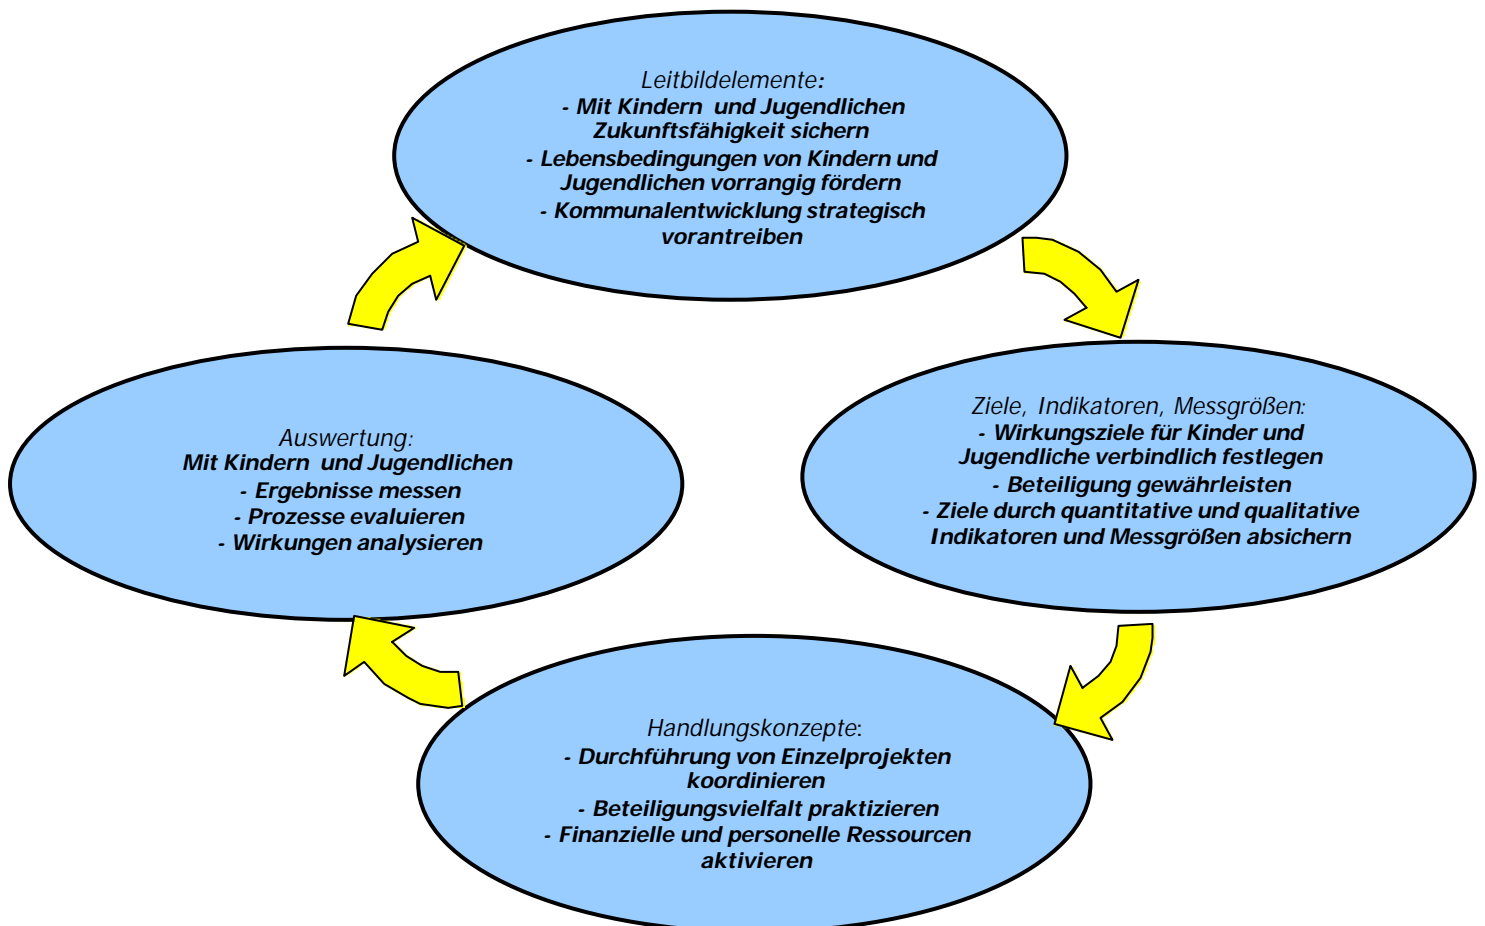 Leitbildelemente:
- Mit Kindern und Jugendlichen
Zukunftsfähigkeit sichern
- Lebensbedingungen von Kindern und
Jugendlichen vorrangig fördern
- Kommunalentwicklung strategisch
vorantreiben
Ziele, Indikatoren, Messgrößen:
- Wirkungsziele für Kinder und
Jugendliche verbindlich festlegen
- Beteiligung gewährleisten
- Ziele durch quantitative und qualitative
Indikatoren und Messgrößen absichern
Handlungskonzepte:
- Durchführung von Einzelprojekten
koordinieren
- Beteiligungsvielfalt praktizieren
- Finanzielle und personelle Ressourcen
aktivieren
Auswertung:
Mit Kindern und Jugendlichen
- Ergebnisse messen
- Prozesse evaluieren
- Wirkungen analysieren